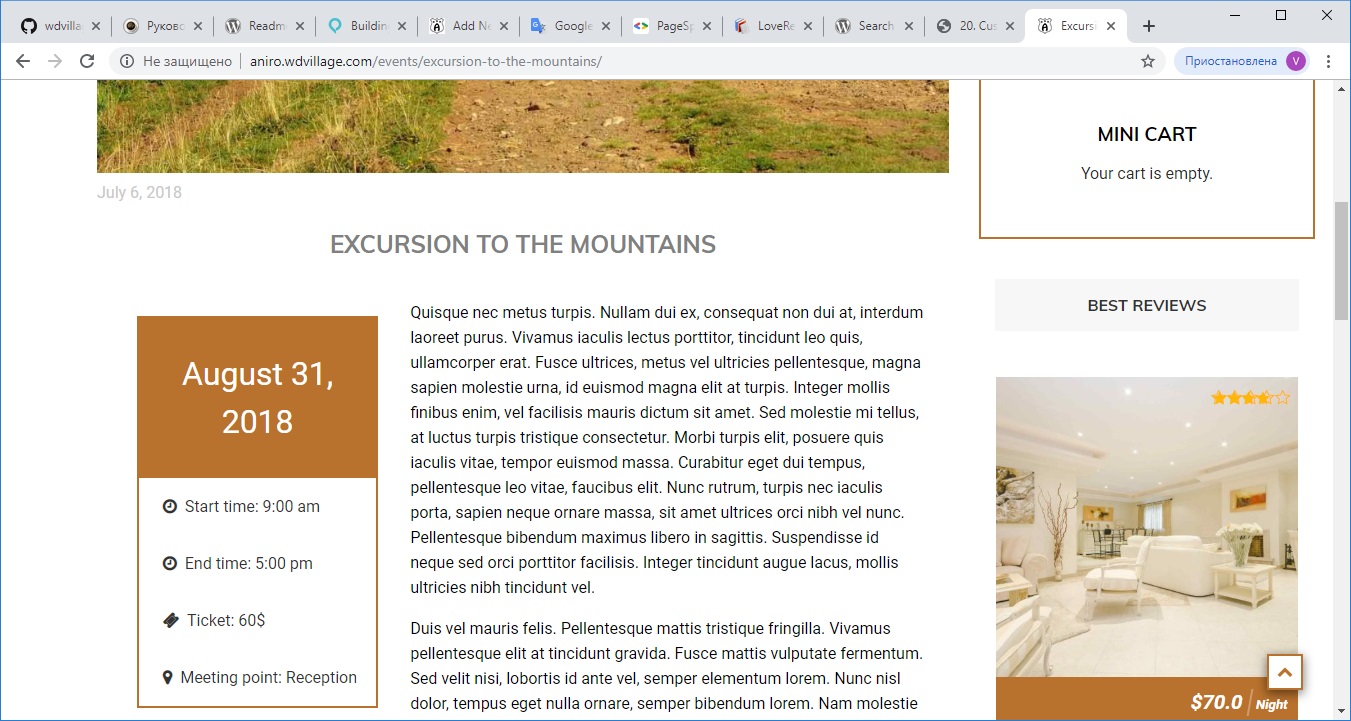 wdvilla
Руково
Readm
Building
Add Ne
Google
PageSp
LoveRe
Search
20. Cus
Excursi
Не защищено
aniro.wdvillage.com/events/excursion-to-the-mountains/
Приостановлена
V
July 6, 2018
EXCURSION TO THE MOUNTAINS
August 31,
2018
Start time: 9:00 am
End time: 5:00 pm
Ticket: 60$
Meeting point: Reception
Quisque nec metus turpis. Nullam dui ex, consequat non dui at, interdum
laoreet purus. Vivamus iaculis lectus porttitor, tincidunt leo quis,
ullamcorper erat. Fusce ultrices, metus vel ultricies pellentesque, magna
sapien molestie urna, id euismod magna elit at turpis. Integer mollis
finibus enim, vel facilisis mauris dictum sit amet. Sed molestie mi tellus,
at luctus turpis tristique consectetur. Morbi turpis elit, posuere quis
iaculis vitae, tempor euismod massa. Curabitur eget dui tempus,
pellentesque leo vitae, faucibus elit. Nunc rutrum, turpis nec iaculis
porta, sapien neque ornare massa, sit amet ultrices orci nibh vel nunc.
Pellentesque bibendum maximus libero in sagittis. Suspendisse id
neque sed orci porttitor facilisis. Integer tincidunt augue lacus, mollis
ultricies nibh tincidunt vel.
Duis vel mauris felis. Pellentesque mattis tristique fringilla. Vivamus
pellentesque elit at tincidunt gravida. Fusce mattis vulputate fermentum.
Sed velit nisi, lobortis id ante vel, semper elementum lorem. Nunc nisl
dolor, tempus eget nulla ornare, semper bibendum lorem. Nam molestie
MINI CART
Your cart is empty.
BEST REVIEWS
$70.0 / Night